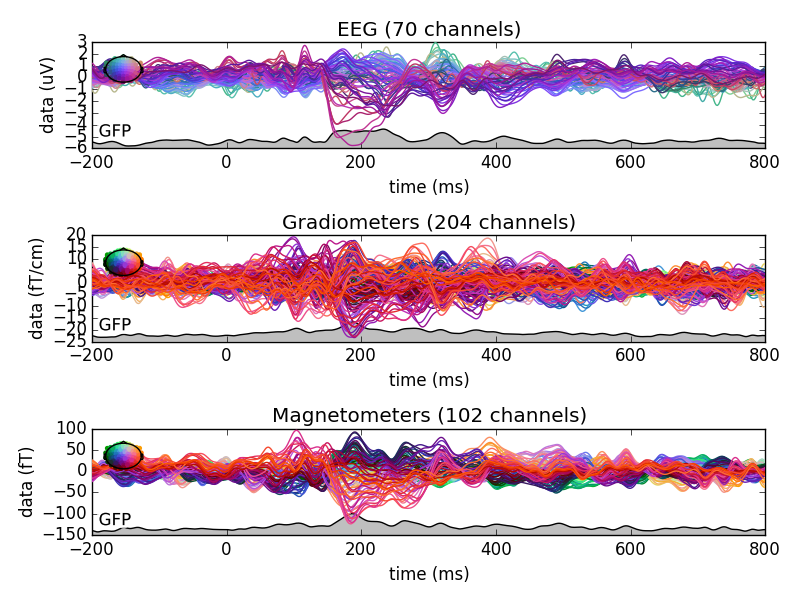 EEG (70 channels)
data (uV)
3
2
1
0
−1
−2
−3
−4
−5
−6
GFP
−200 0 200 400 600 800
time (ms)
Gradiometers (204 channels)
data (fT/cm)
20
15
10
5
0
−5
−10
−15
−20
−25
GFP
−200 0 200 400 600 800
time (ms)
Magnetometers (102 channels)
data (fT)
100
50
0
−50
−100
−150
GFP
−200 0 200 400 600 800
time (ms)